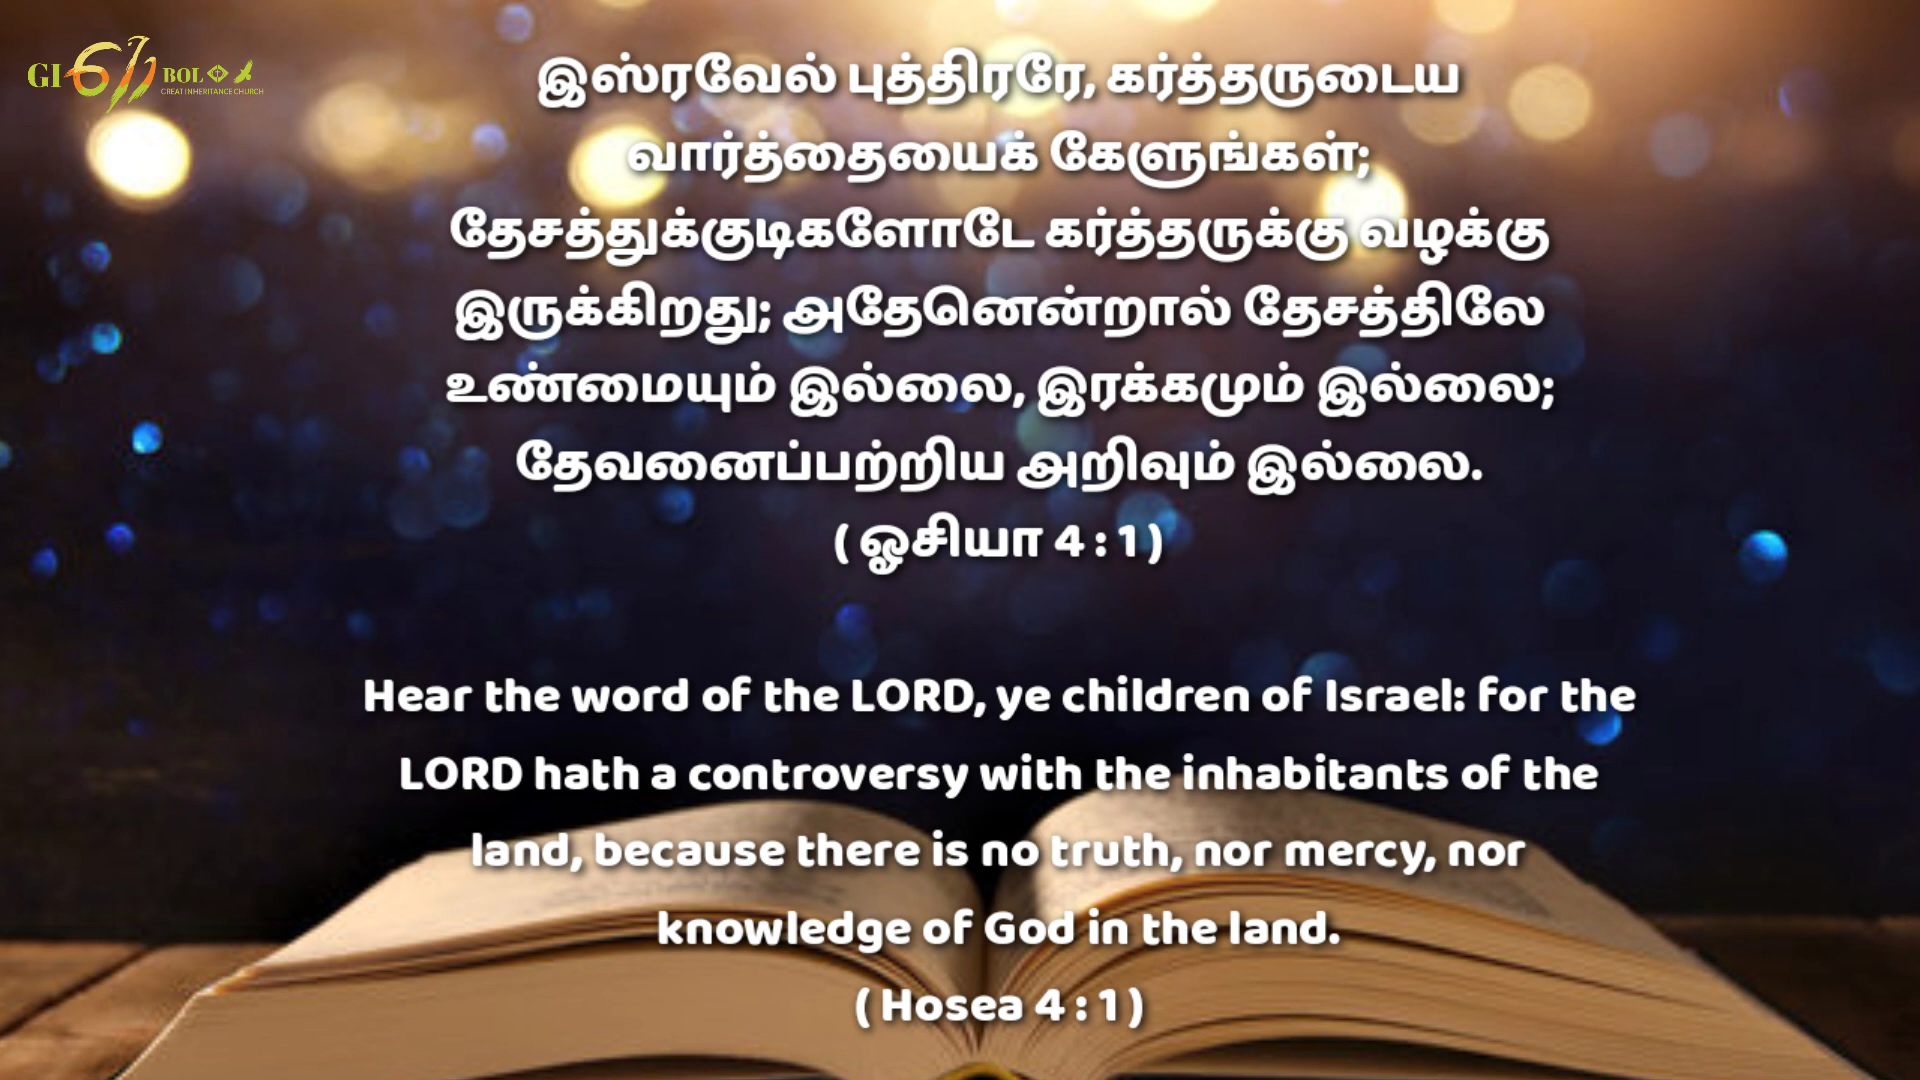 GI 611 BOL
CREAT INHERITANCE CHURCH
இஸ்ரவேல் புத்திரரே, கர்த்தருடைய
வார்த்தையைக் கேளுங்கள்;
தேசத்துக்குடிகளோடே கர்த்தருக்கு வழக்கு
இருக்கிறது; அதேனென்றால் தேசத்திலே
உண்மையும் இல்லை, இரக்கமும் இல்லை;
தேவனைப்பற்றிய அறிவும் இல்லை.
( ஓசியா 4 : 1 )
Hear the word of the LORD, ye children of Israel: for the
LORD hath a controversy with the inhabitants of the
land, because there is no truth, nor mercy, nor
knowledge of God in the land.
( Hosea 4 : 1 )